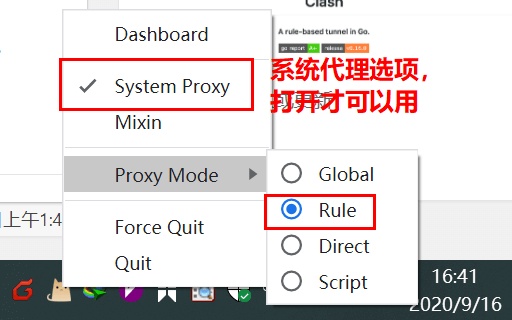 Clash
A rule-based tunnel in Go.
go report A+ release v0.18.0
Dashboard
System Proxy
系统代理选项，
打开才可以用
Mixin
Proxy Mode
Global
Rule
Direct
Script
上午1:4
Force Quit
Quit
16:41
2020/9/16